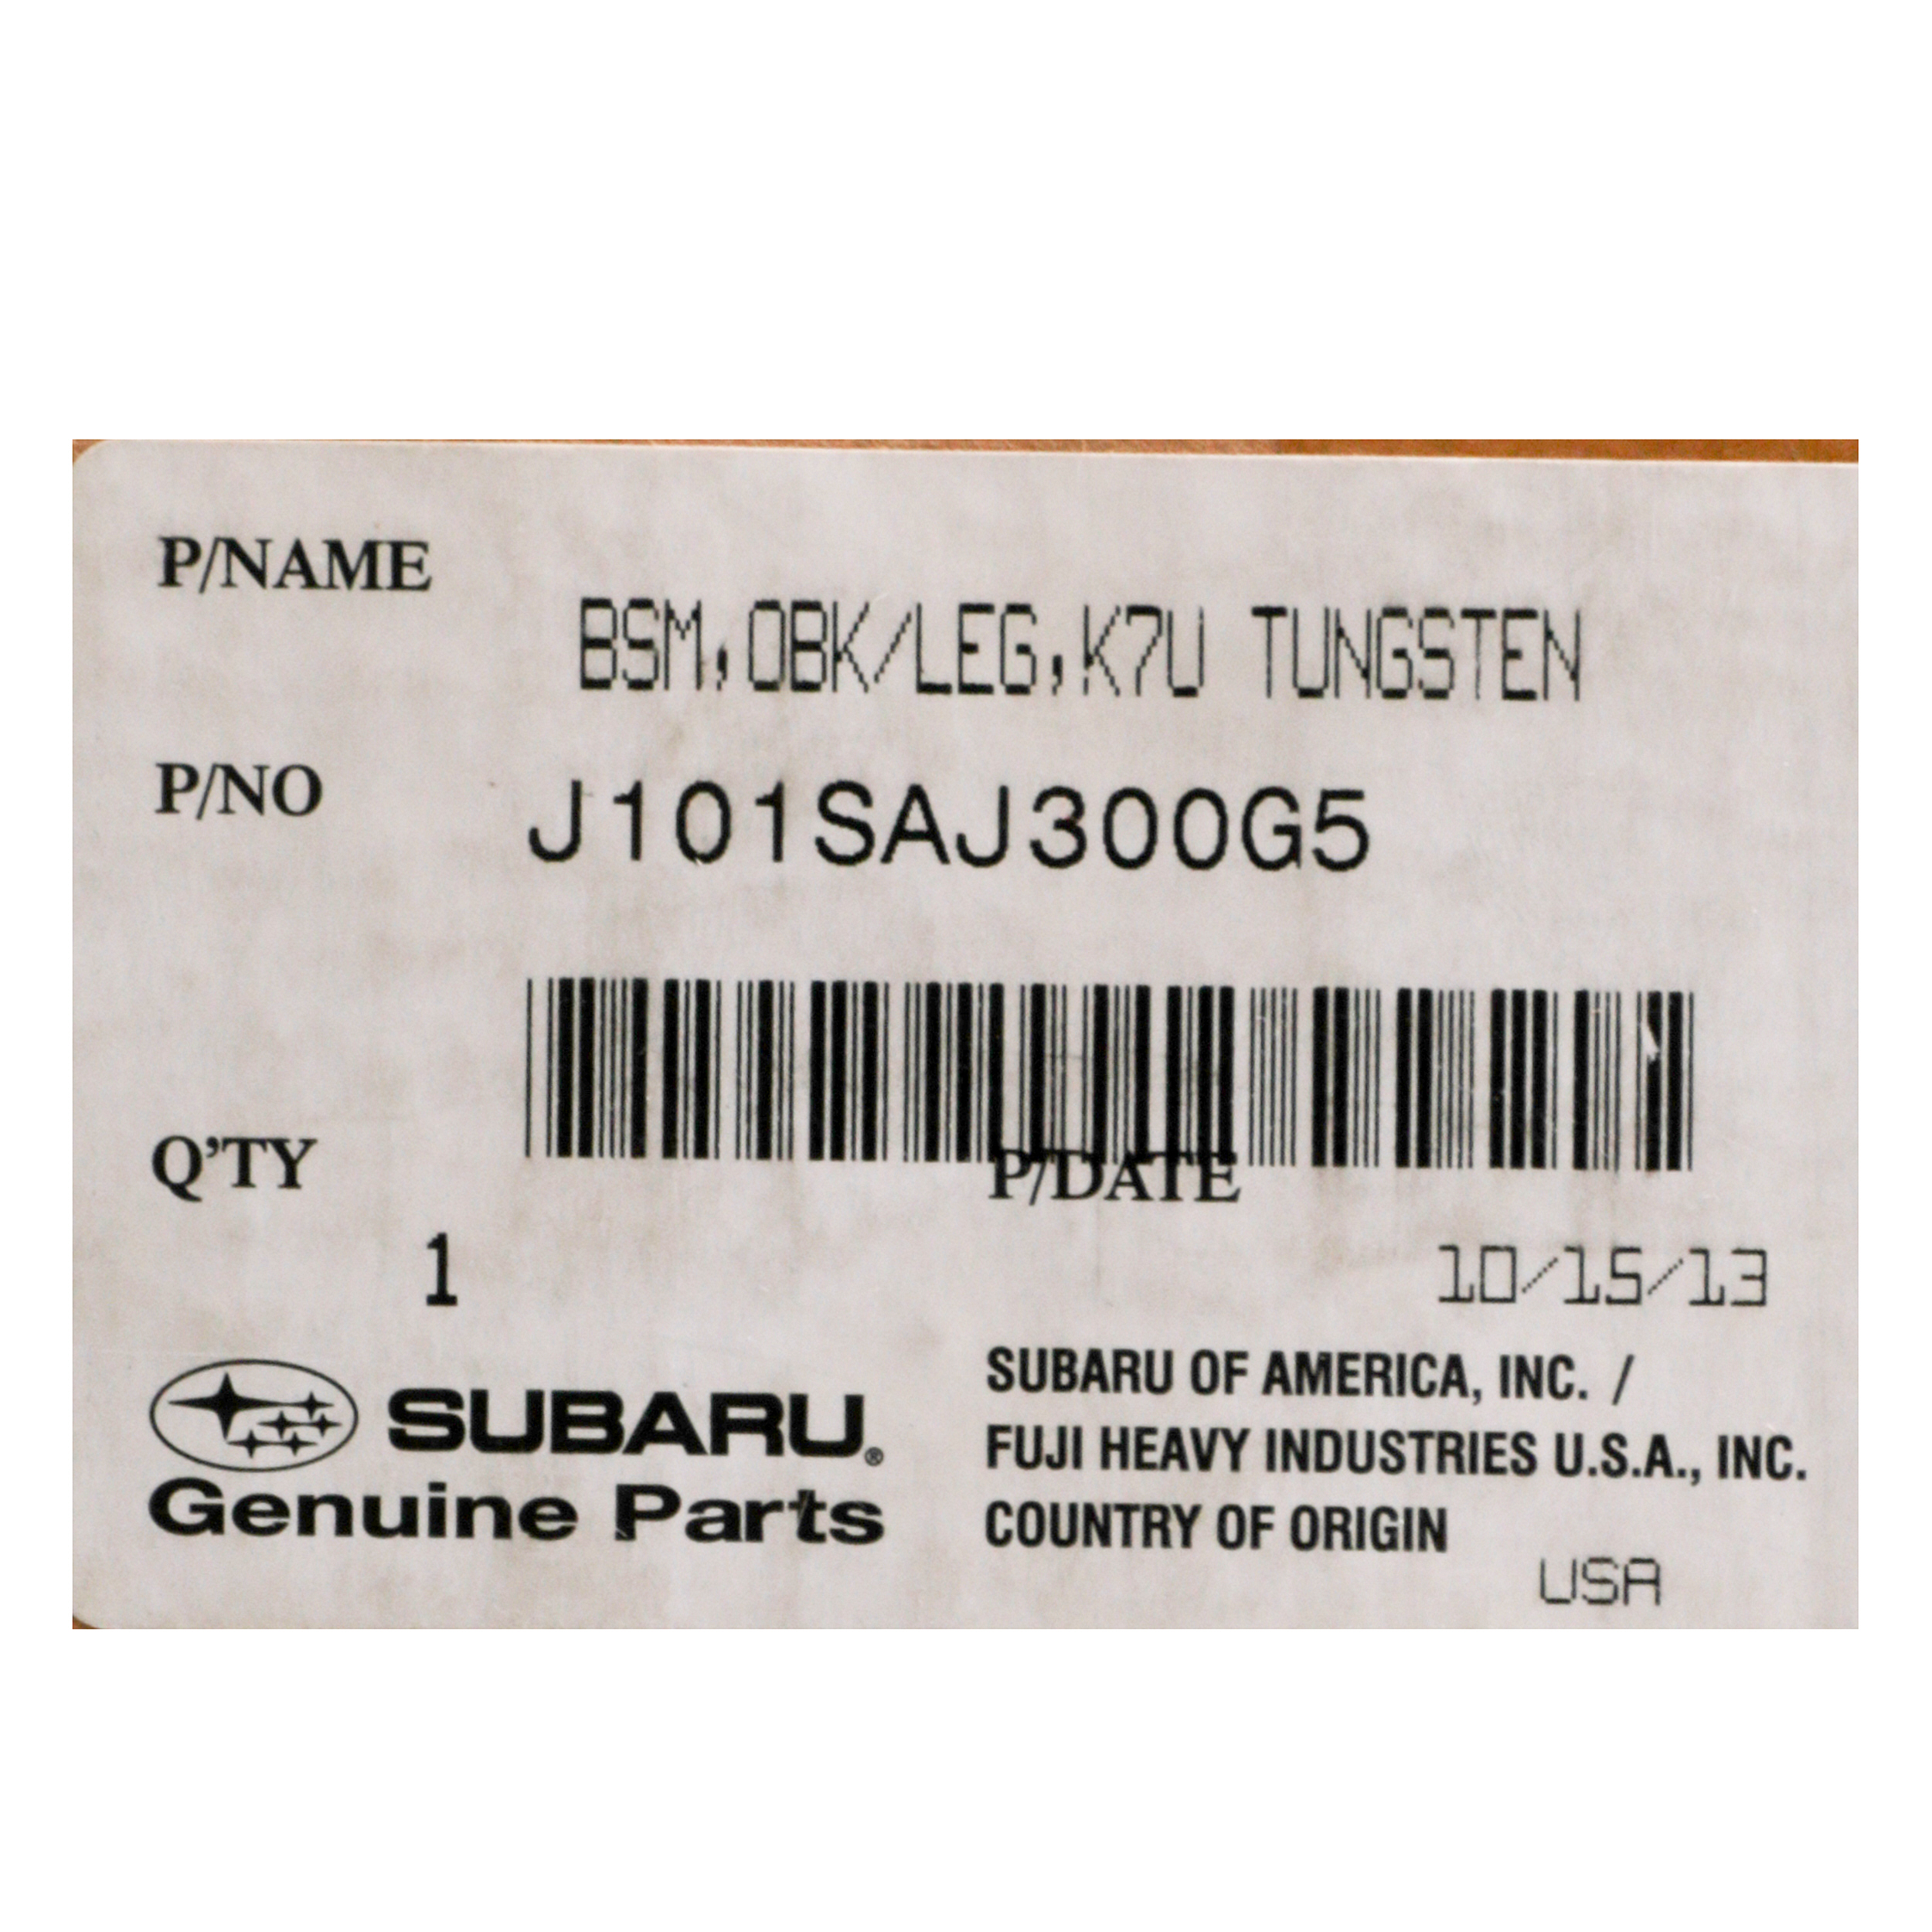 P/NAME
BSM,OBK/LEG,K7U TUNGSTEN
P/NO
J101SAJ300G5
Q'TY
P/DATE
1
10/15/13
SUBARU®
Genuine Parts
SUBARU OF AMERICA, INC. /
FUJI HEAVY INDUSTRIES U.S.A., INC.
COUNTRY OF ORIGIN
USA